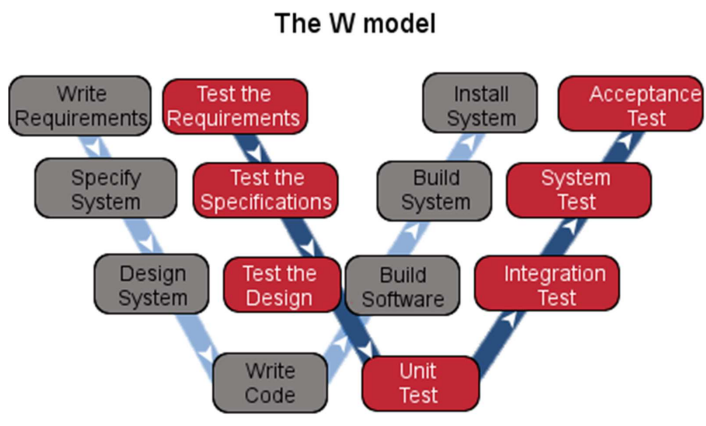 The W model
Write
Requirements
Test the
Requirements
Install
System
Acceptance
Test
Specify
System
Test the
Specifications
Build
System
System
Test
Design
System
Test the
Design
Build
Software
Integration
Test
Write
Code
Unit
Test